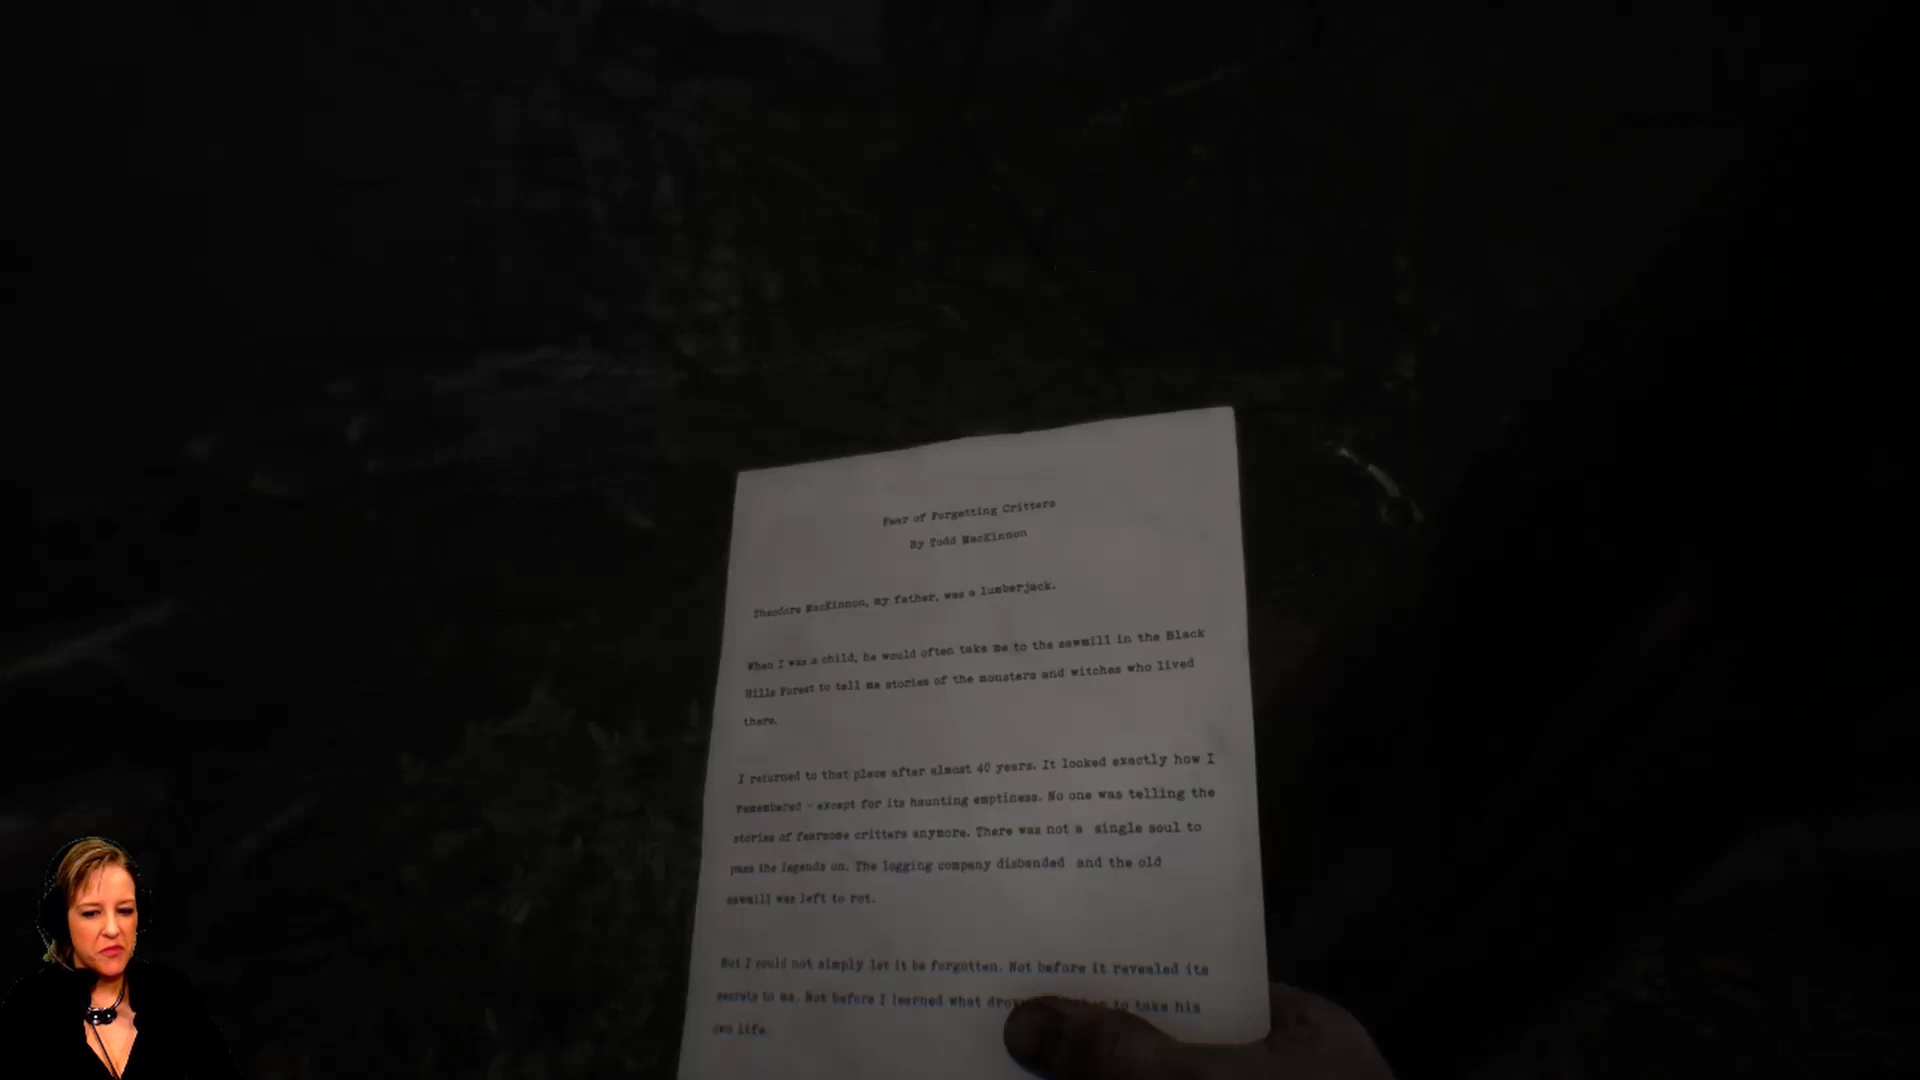 Fear of Forgetting Critters
By Todd MacKinnon
Theodore MacKinnon, my father, was a lumberjack.
When I was a child, he would often take me to the sawmill in the Black
Hills Forest to tell me stories of the monsters and witches who lived
there.
I returned to that place after almost 40 years. It looked exactly how I
remembered - except for its haunting emptiness. No one was telling the
stories of fearsome critters anymore. There was not a single soul to
pass the legends on. The logging company disbanded and the old
sawmill was left to rot.
But I could not simply let it be forgotten. Not before it revealed its
secrets to me. Not before I learned what to take his
own life.